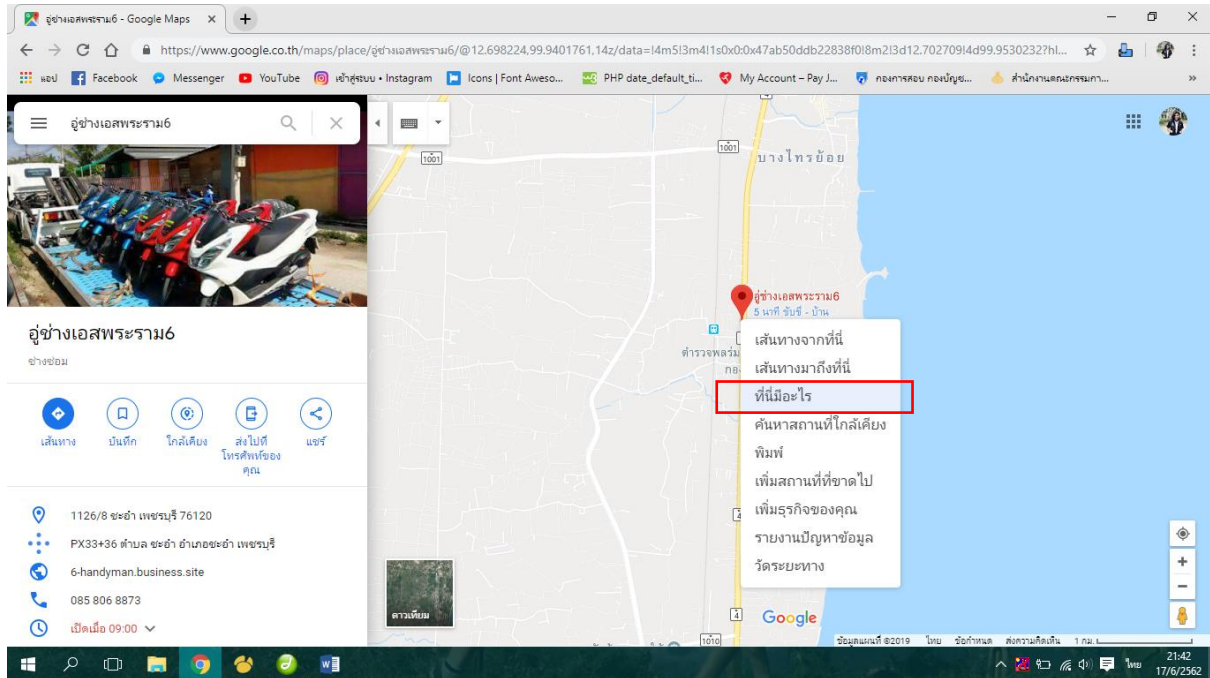 อู่ช่างเอสพระราม6 - Google Maps
https://www.google.co.th/maps/place/อู่ช่างเอสพระราม6/@12.698224,99.9401761,14z/data=!4m5!3m4!1s0x0:0x47ab50ddb22838f0!8m2!3d12.702709!4d99.9530232?hl...
แอป
Facebook
Messenger
YouTube
เข้าสู่ระบบ • Instagram
Icons | Font Aweso...
PHP date_default_ti...
My Account – Pay J...
กองการสอบ กองบัญช...
สำนักงานคณะกรรมกา...
อู่ช่างเอสพระราม6
อู่ช่างเอสพระราม6
ช่างซ่อม
เส้นทาง
บันทึก
ใกล้เคียง
ส่งไปที่
โทรศัพท์ของ
คุณ
แชร์
1126/8 ชะอำ เพชรบุรี 76120
PX33+36 ตำบล ชะอำ อำเภอชะอำ เพชรบุรี
6-handyman.business.site
085 806 8873
เปิดเมื่อ 09:00
1001
1001
บางไทรย้อย
อู่ช่างเอสพระราม6
5 นาที ขับขี่ - บ้าน
ตำรวจพลร่ม
กอ
เส้นทางจากที่นี่
เส้นทางมาถึงที่นี่
ที่นี่มีอะไร
ค้นหาสถานที่ใกล้เคียง
พิมพ์
เพิ่มสถานที่ที่ขาดไป
เพิ่มธุรกิจของคุณ
รายงานปัญหาข้อมูล
วัดระยะทาง
4
4
1010
ดาวเทียม
Google
ข้อมูลแผนที่ ©2019 ไทย ข้อกำหนด ส่งความคิดเห็น 1 กม.
ไทย
21:42
17/6/2562